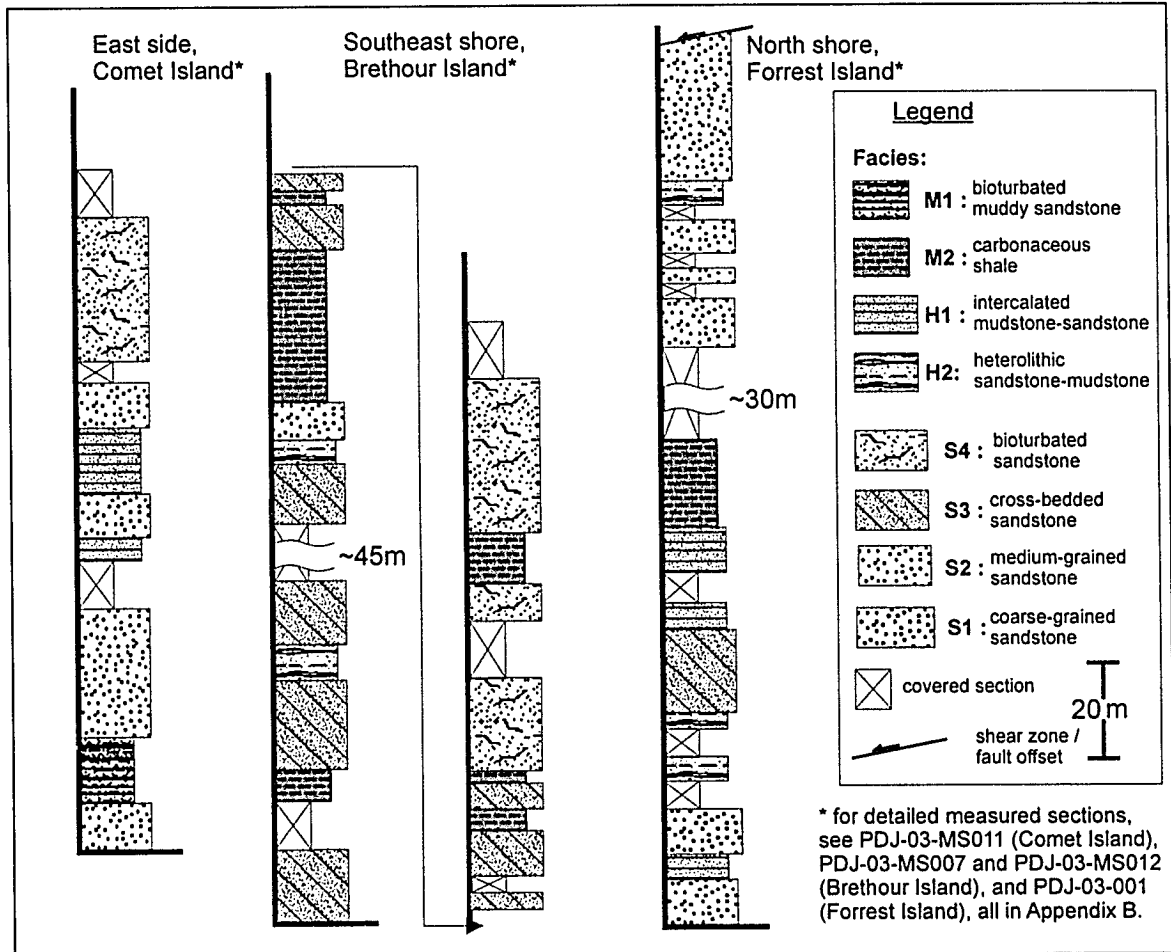 East side,
Comet Island*
Southeast shore,
Brethour Island*
~45m
North shore,
Forrest Island*
~30m
Legend
Facies:
M1 : bioturbated
muddy sandstone
M2 : carbonaceous
shale
H1 : intercalated
mudstone-sandstone
H2: heterolithic
sandstone-mudstone
S4 : bioturbated
sandstone
S3 : cross-bedded
sandstone
S2 : medium-grained
sandstone
S1 : coarse-grained
sandstone
covered section
20 m
shear zone /
fault offset
* for detailed measured sections,
see PDJ-03-MS011 (Comet Island),
PDJ-03-MS007 and PDJ-03-MS012
(Brethour Island), and PDJ-03-001
(Forrest Island), all in Appendix B.